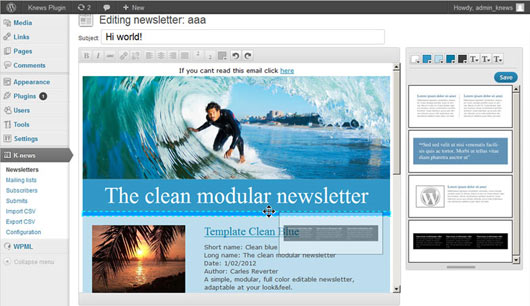 Knews Plugin
2
New
Howdy, admin_knews
Media
Links
Pages
Comments
Appearance
Plugins 1
Users
Tools
Settings
K-news
Newsletters
Mailing lists
Subscribers
Submits
Import CSV
Export CSV
Configuration
WPML
Collapse menu
Editing newsletter: aaa
Subject Hi world!
B I
If you cant read this email click here
The clean modular newsletter
Template Clean Blue
Short name: Clean blue
Long name: The clean modular newsletter
Date: 1/02/2012
Author: Carles Reverter
A simple, modular, full color editable newsletter,
adaptable at your look&feel.
T T T
Save